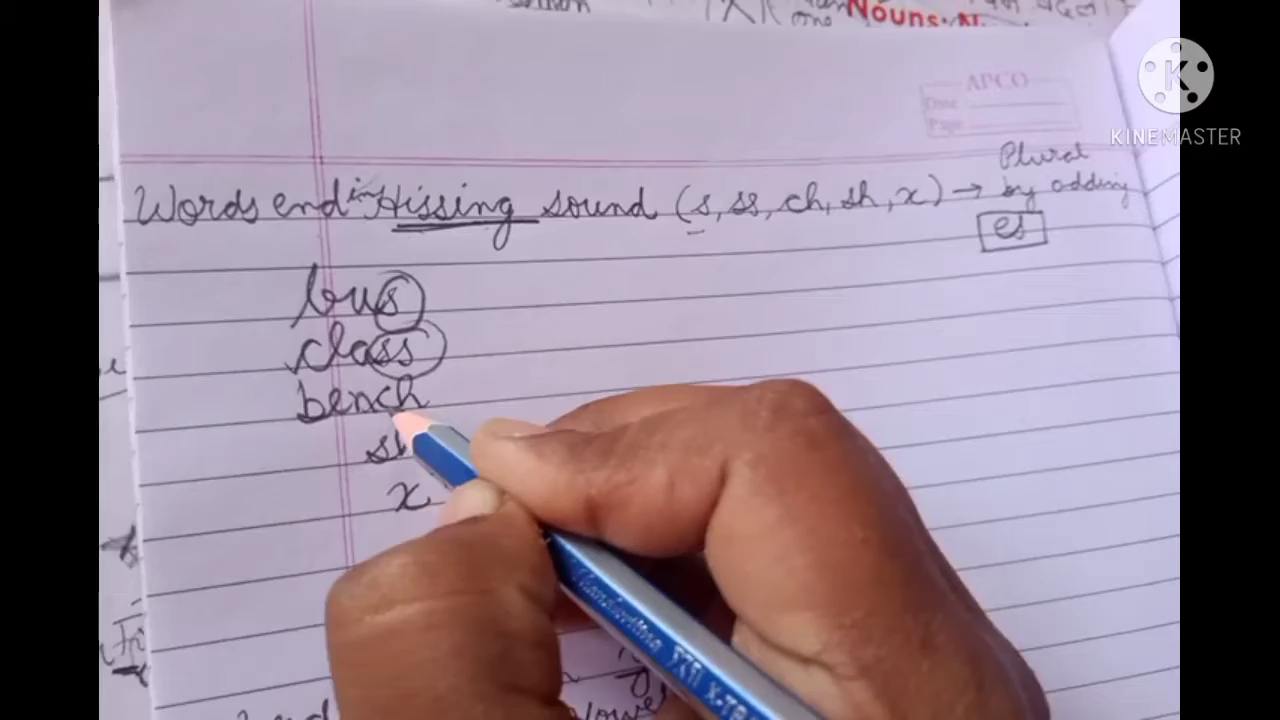 one Nouns.
APCO
KINEMASTER
Date
Page
Plural
Words end in Hissing sound (s, ss, ch, sh, x) → by adding
es
bus
class
bench
x